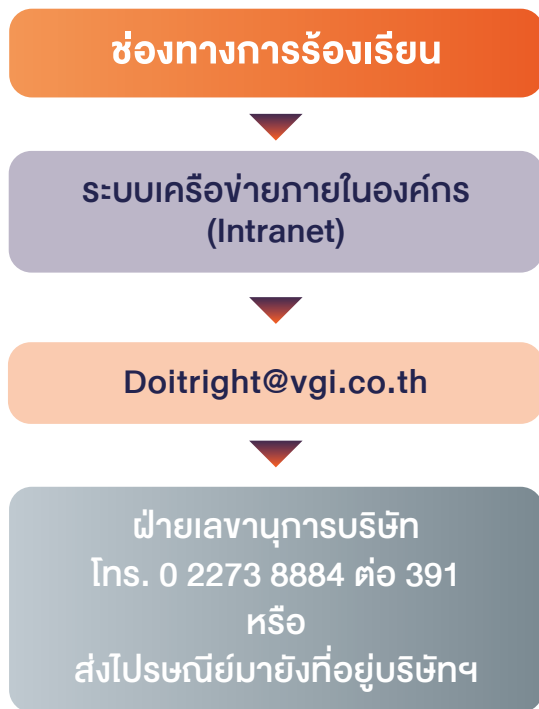 ช่องทางการร้องเรียน
ระบบเครือข่ายภายในองค์กร
(Intranet)
Doitright@vgi.co.th
ฝ่ายเลขานุการบริษัท
โทร. 0 2273 8884 ต่อ 391
หรือ
ส่งไปรษณีย์มายังที่อยู่บริษัทฯ